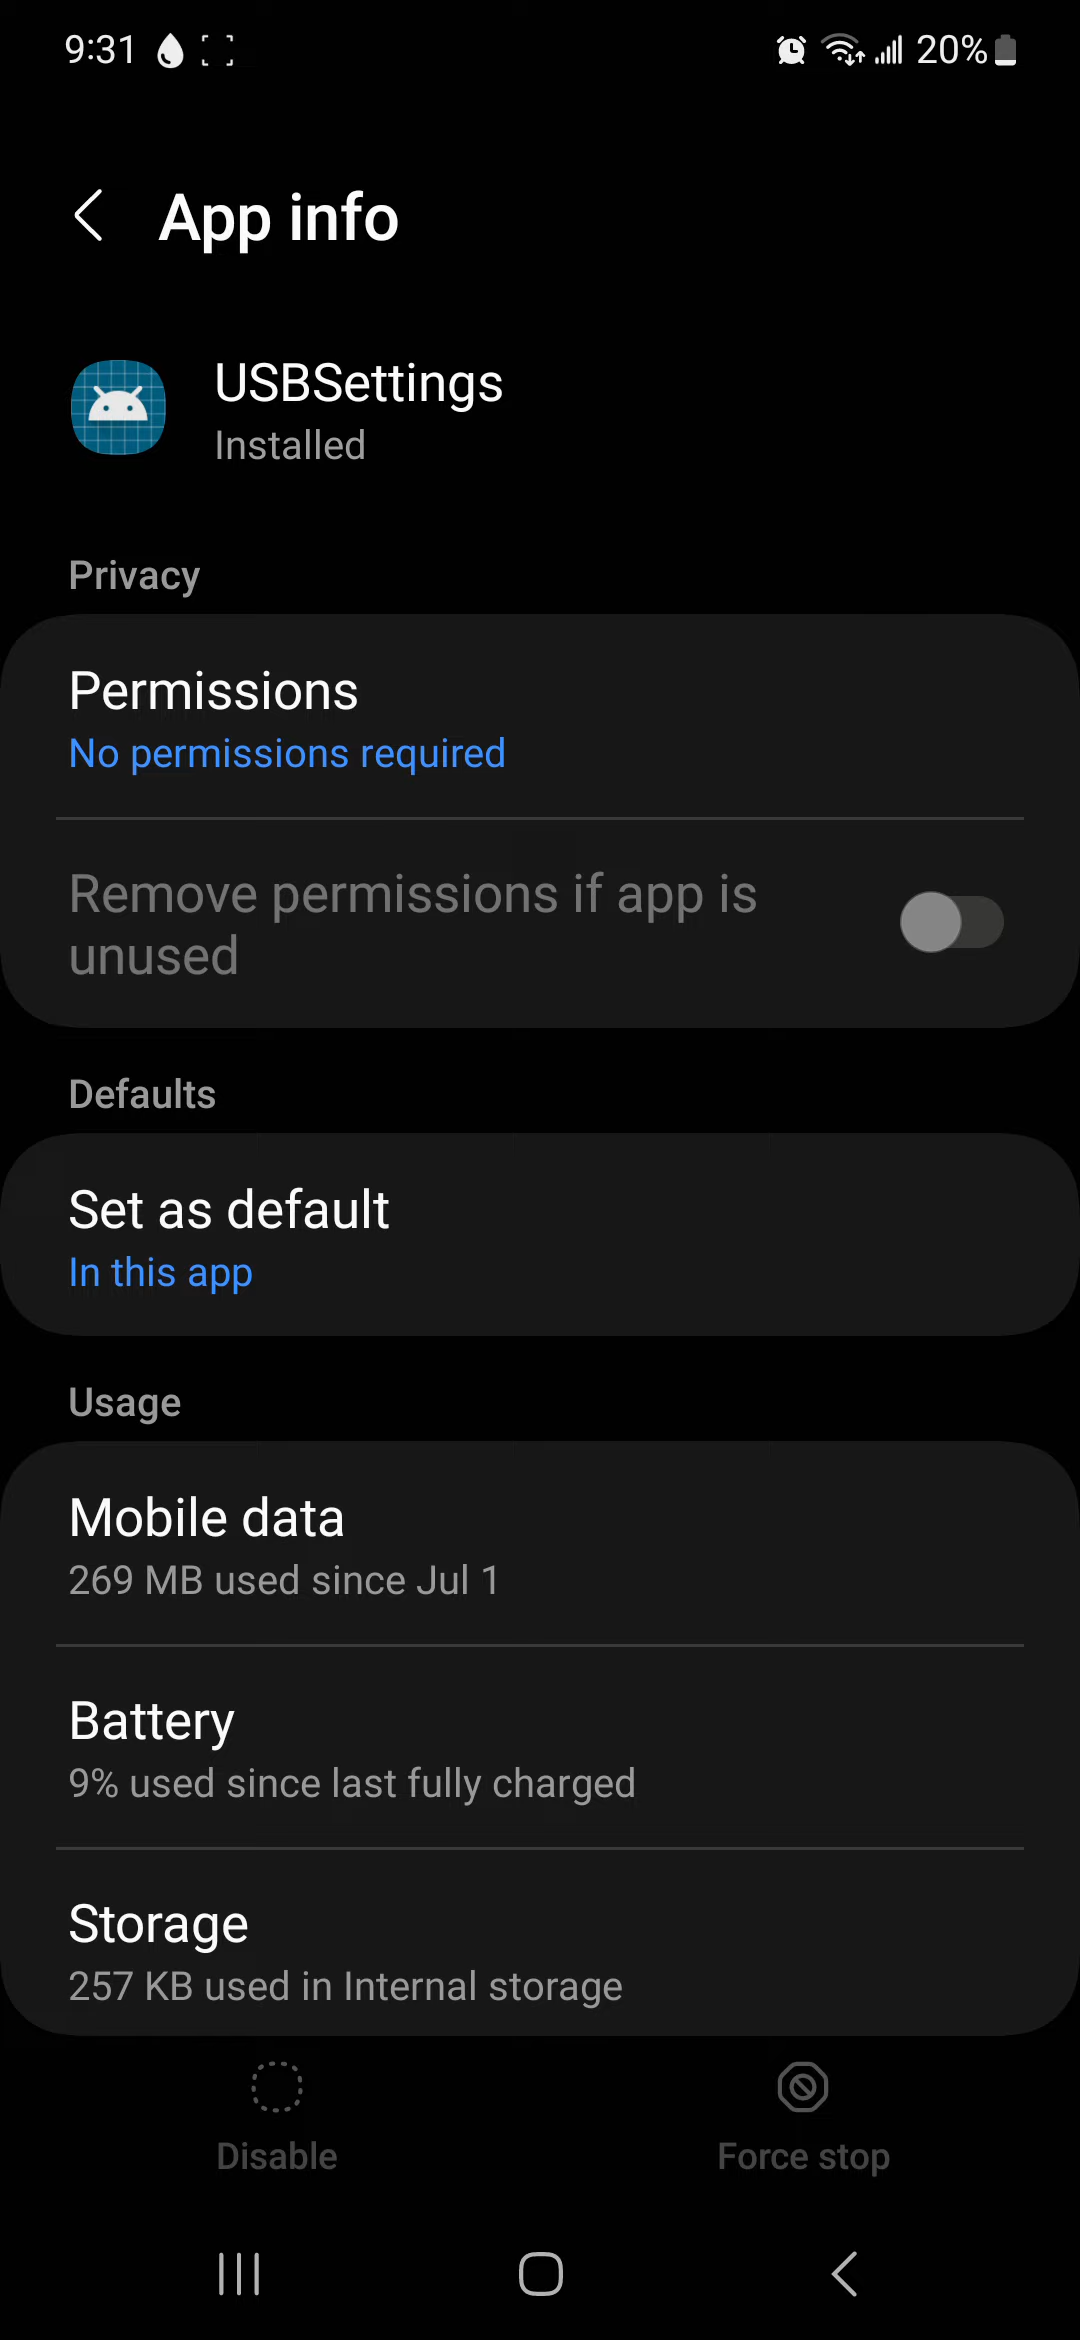 9:31
20%
App info
USBSettings
Installed
Privacy
Permissions
No permissions required
Remove permissions if app is
unused
Defaults
Set as default
In this app
Usage
Mobile data
269 MB used since Jul 1
Battery
9% used since last fully charged
Storage
257 KB used in Internal storage
Disable
Force stop